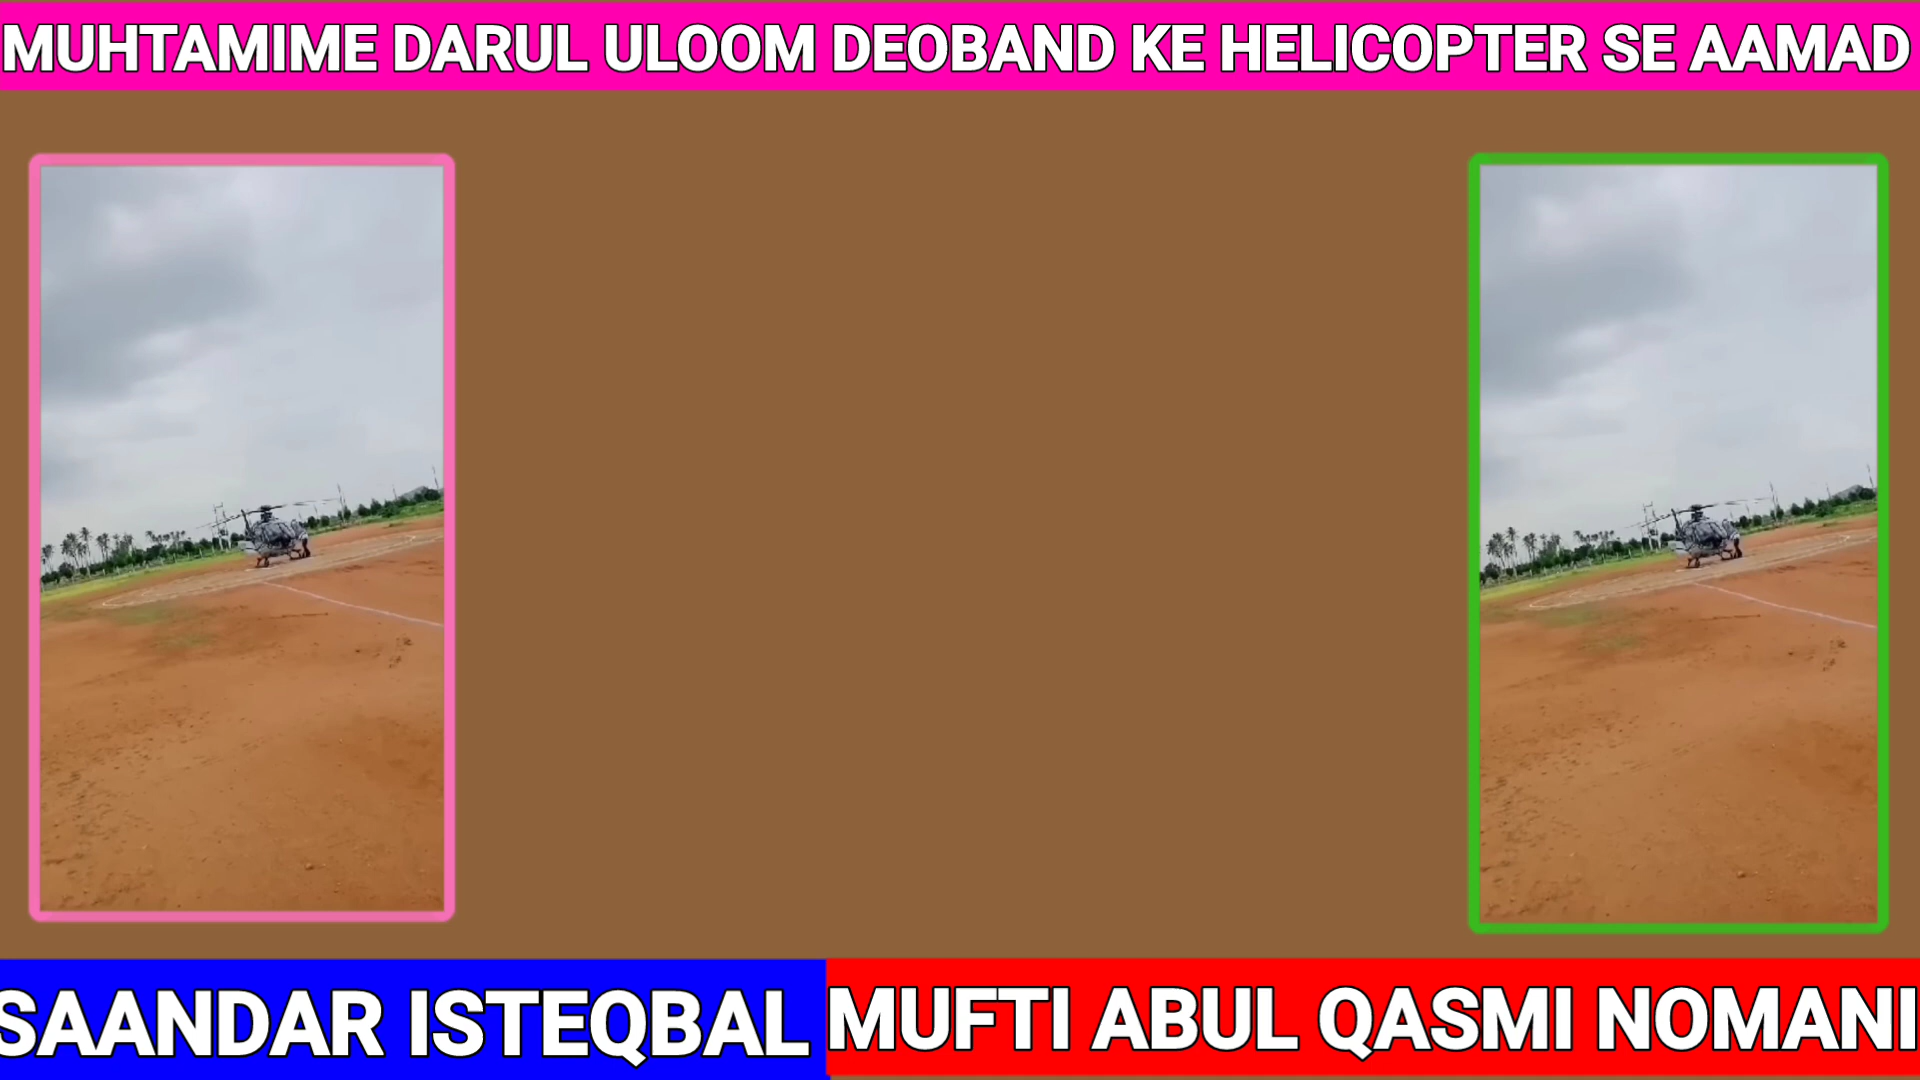 MUHTAMIME DARUL ULOOM DEOBAND KE HELICOPTER SE AAMAD
SAANDAR ISTEQBAL
MUFTI ABUL QASMI NOMANI